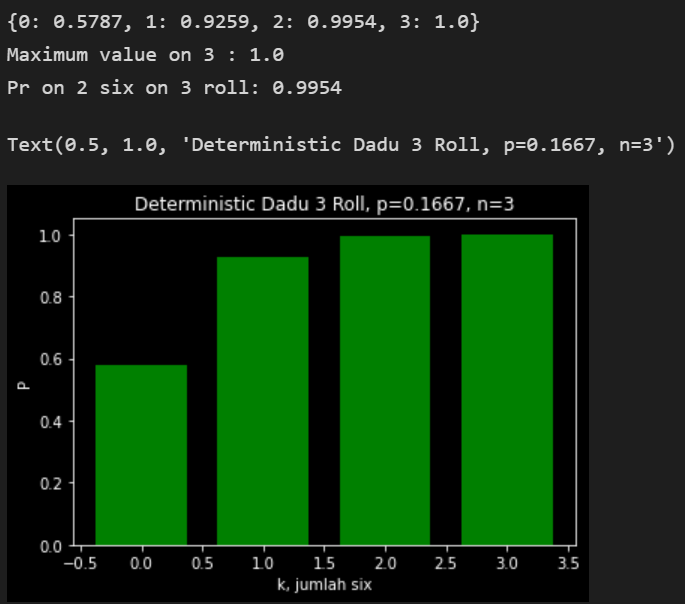 {0: 0.5787, 1: 0.9259, 2: 0.9954, 3: 1.0}
Maximum value on 3 : 1.0
Pr on 2 six on 3 roll: 0.9954
Text(0.5, 1.0, 'Deterministic Dadu 3 Roll, p=0.1667, n=3')
Deterministic Dadu 3 Roll, p=0.1667, n=3
1.0
0.8
0.6
0.4
0.2
0.0
P
−0.5 0.0 0.5 1.0 1.5 2.0 2.5 3.0 3.5
k, jumlah six